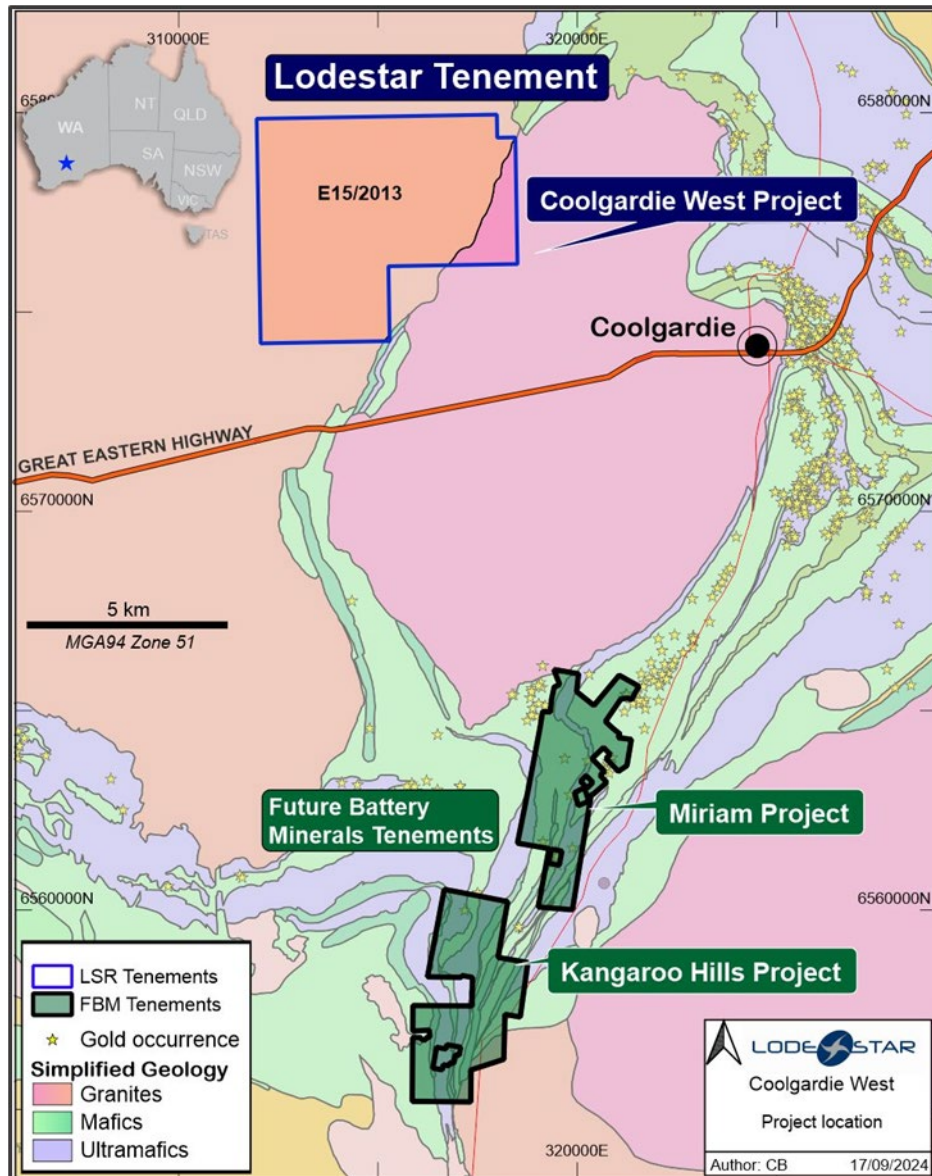 310000E
320000E
Lodestar Tenement
6580000N
NT
QLD
WA
SA
NSW
VIC
TAS
E15/2013
Coolgardie West Project
Coolgardie
GREAT EASTERN HIGHWAY
6570000N
6570000N
5 km
MGA94 Zone 51
Future Battery
Minerals Tenements
Miriam Project
6560000N
6560000N
Kangaroo Hills Project
LSR Tenements
FBM Tenements
Gold occurrence
Simplified Geology
Granites
Mafics
Ultramafics
LODESTAR
Coolgardie West
Project location
320000E
Author: CB
17/09/2024